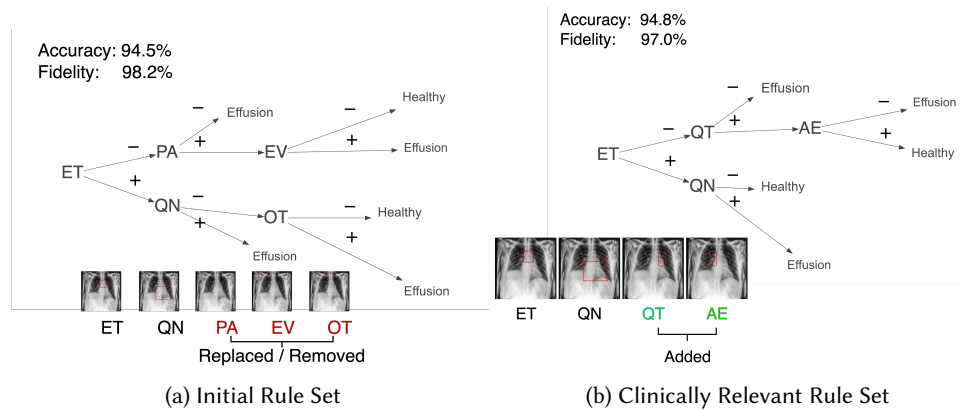 Accuracy: 94.5%
Fidelity: 98.2%
ET
−
+
PA
−
+
Effusion
EV
−
+
Healthy
Effusion
QN
−
+
OT
−
+
Healthy
Effusion
Effusion
ET QN PA EV OT
Replaced / Removed
(a) Initial Rule Set
Accuracy: 94.8%
Fidelity: 97.0%
ET
−
+
QT
−
+
Effusion
AE
−
+
Effusion
Healthy
QN
−
+
Healthy
Effusion
ET QN QT AE
Added
(b) Clinically Relevant Rule Set